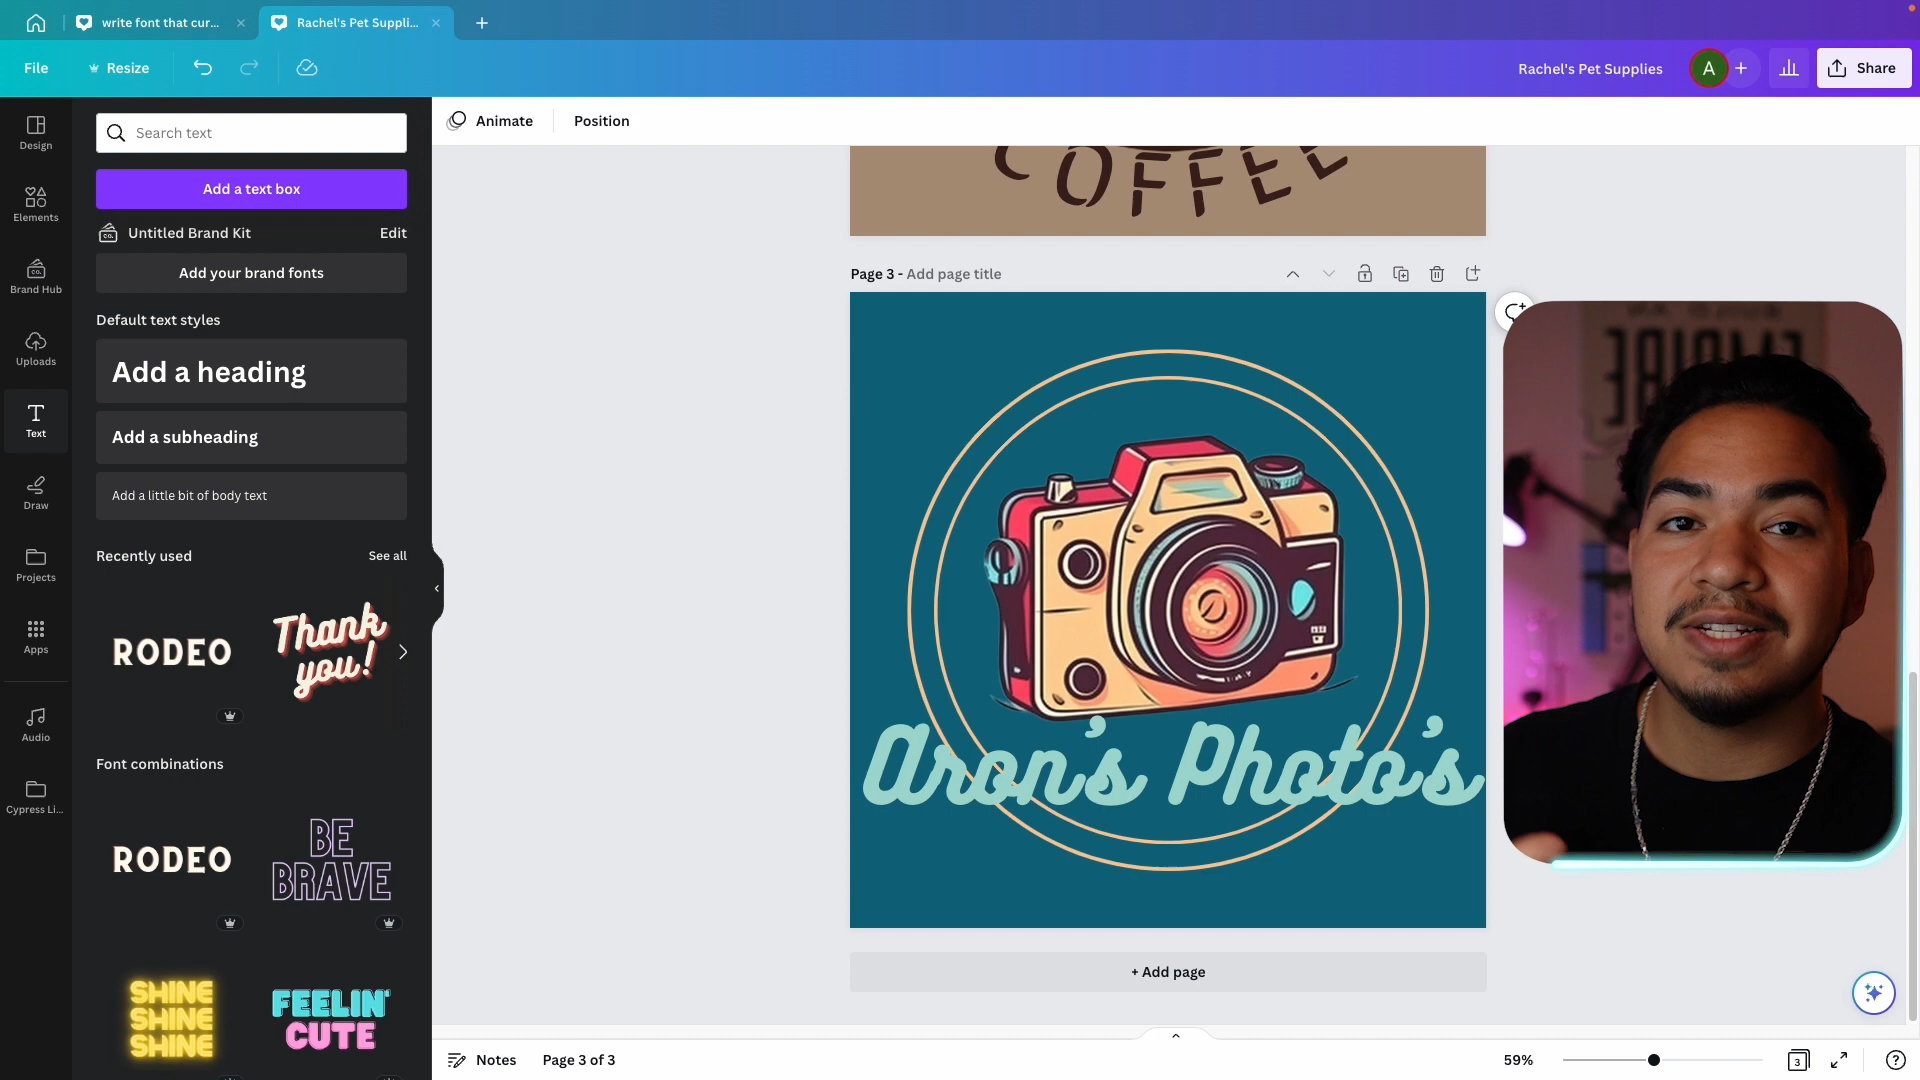 write font that cur...
Rachel's Pet Suppli...
File
Resize
Rachel's Pet Supplies
A
Share
Design
Elements
Brand Hub
Uploads
Text
Draw
Projects
Apps
Audio
Cypress Li...
Search text
Add a text box
Untitled Brand Kit
Edit
Add your brand fonts
Default text styles
Add a heading
Add a subheading
Add a little bit of body text
Recently used
See all
RODEO
Thank
you!
Font combinations
RODEO
BE
BRAVE
SHINE
SHINE
SHINE
FEELIN'
CUTE
Animate
Position
COFFEE
Page 3 - Add page title
Aron's Photo's
EMPIRE
+ Add page
Notes
Page 3 of 3
59%
3